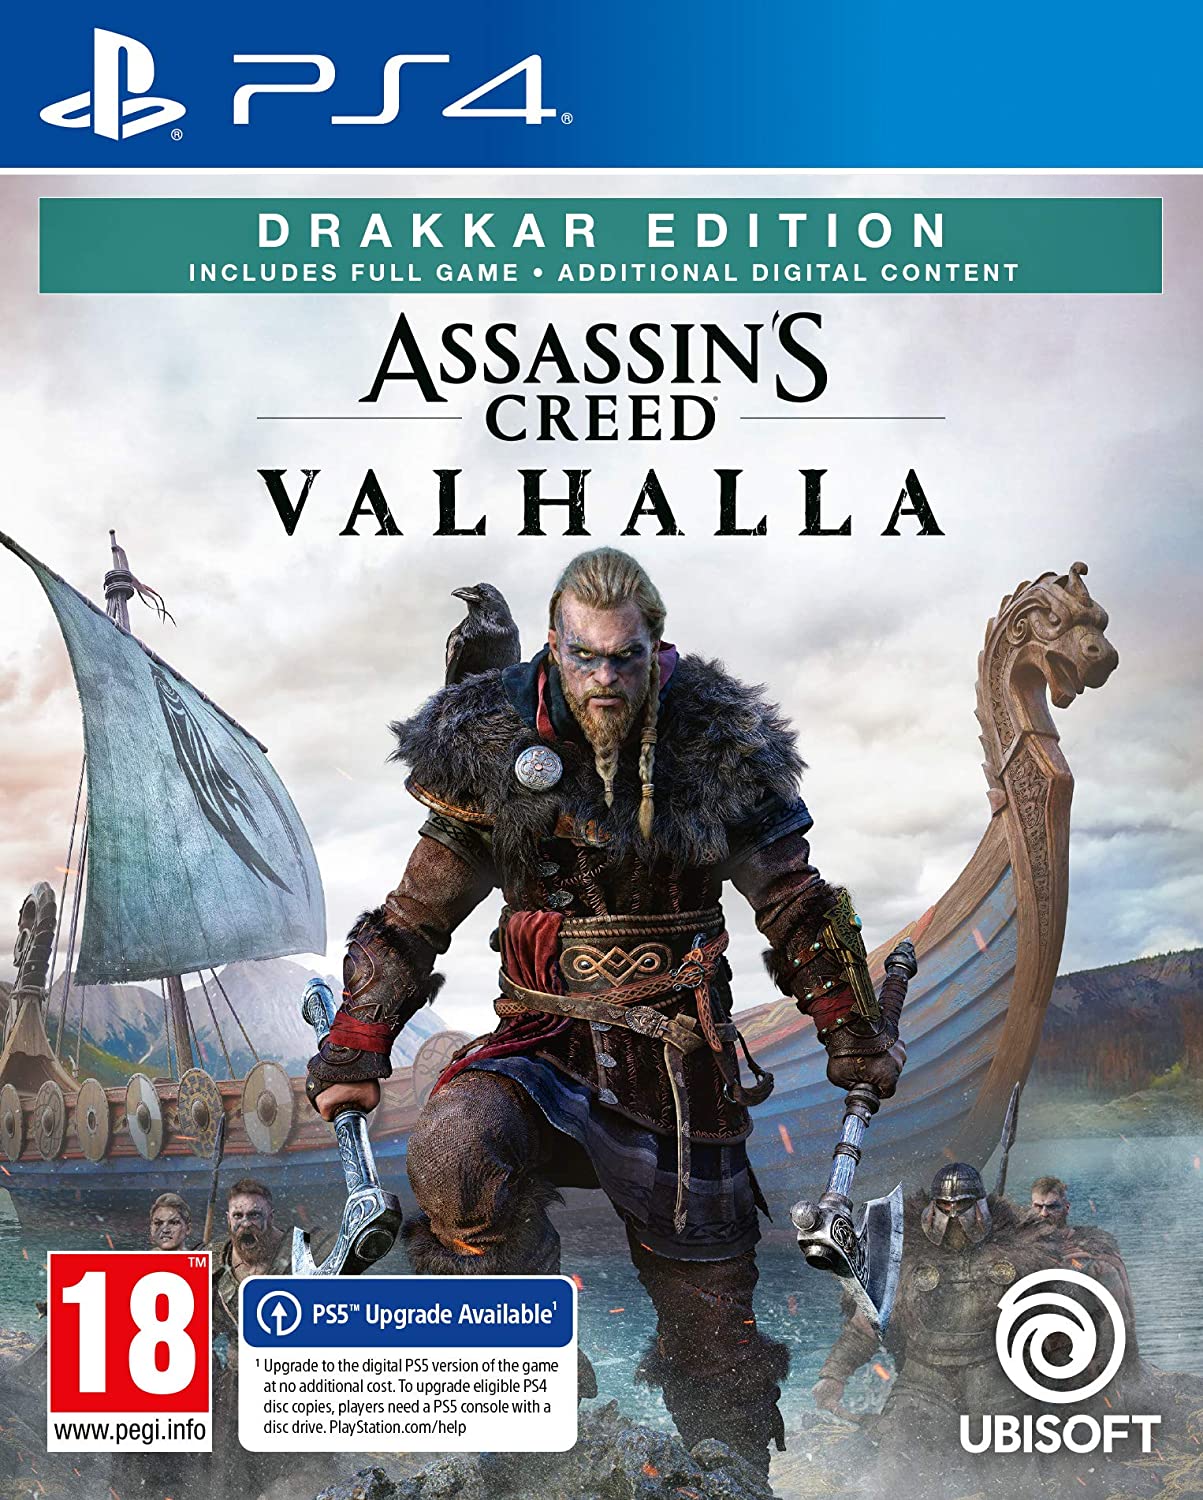 PS4®
DRAKKAR EDITION
INCLUDES FULL GAME • ADDITIONAL DIGITAL CONTENT
ASSASSIN'S
CREED®
VALHALLA
18™
www.pegi.info
PS5™ Upgrade Available¹
¹ Upgrade to the digital PS5 version of the game
at no additional cost. To upgrade eligible PS4
disc copies, players need a PS5 console with a
disc drive. PlayStation.com/help
UBISOFT